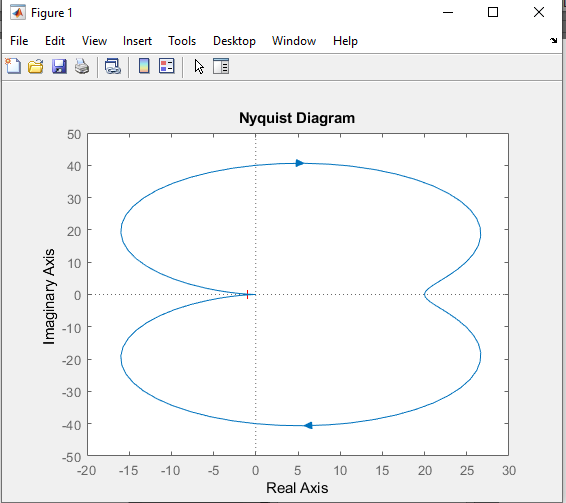 Figure 1
File Edit View Insert Tools Desktop Window Help
Nyquist Diagram
50
40
30
20
10
0
-10
-20
-30
-40
-50
Imaginary Axis
-20 -15 -10 -5 0 5 10 15 20 25 30
Real Axis